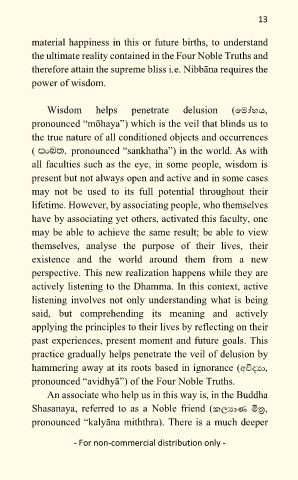 13
material happiness in this or future births, to understand
the ultimate reality contained in the Four Noble Truths and
therefore attain the supreme bliss i.e. Nibbāna requires the
power of wisdom.
Wisdom helps penetrate delusion (මෝහය,
pronounced “mōhaya”) which is the veil that blinds us to
the true nature of all conditioned objects and occurrences
( සංඛත, pronounced “sankhatha”) in the world. As with
all faculties such as the eye, in some people, wisdom is
present but not always open and active and in some cases
may not be used to its full potential throughout their
lifetime. However, by associating people, who themselves
have by associating yet others, activated this faculty, one
may be able to achieve the same result; be able to view
themselves, analyse the purpose of their lives, their
existence and the world around them from a new
perspective. This new realization happens while they are
actively listening to the Dhamma. In this context, active
listening involves not only understanding what is being
said, but comprehending its meaning and actively
applying the principles to their lives by reflecting on their
past experiences, present moment and future goals. This
practice gradually helps penetrate the veil of delusion by
hammering away at its roots based in ignorance (අවිද්‍යා,
pronounced “avidhyā”) of the Four Noble Truths.
An associate who help us in this way is, in the Buddha
Shasanaya, referred to as a Noble friend (කල්‍යාණ මිත්‍ර,
pronounced “kalyāna miththra). There is a much deeper
- For non-commercial distribution only -